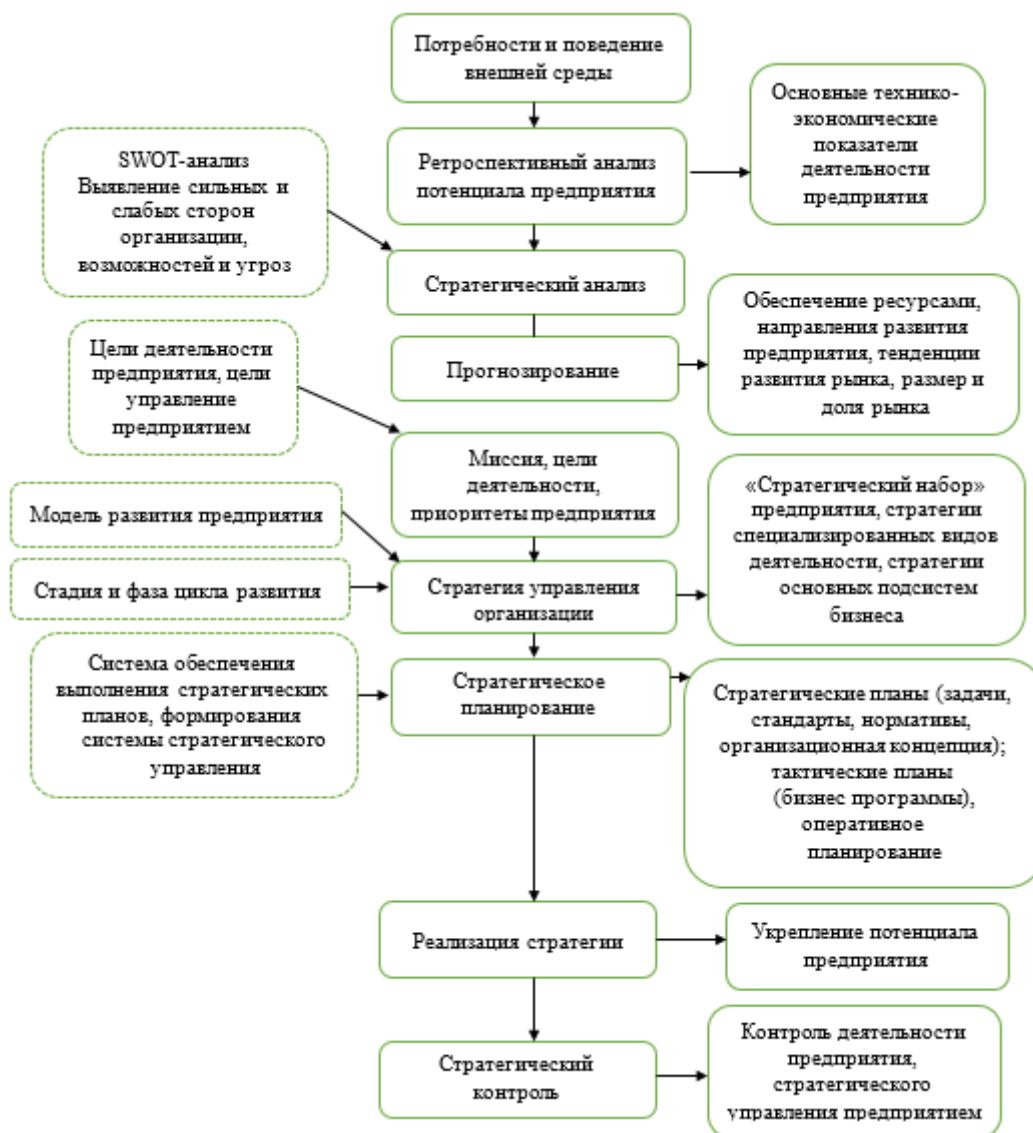 Потребности и поведение
внешней среды
Основные технико-
экономические
показатели
деятельности
предприятия
SWOT-анализ
Выявление сильных и
слабых сторон
организации,
возможностей и угроз
Ретроспективный анализ
потенциала предприятия
Стратегический анализ
Обеспечение ресурсами,
направления развития
предприятия, тенденции
развития рынка, размер и
доля рынка
Цели деятельности
предприятия, цели
управление
предприятием
Прогнозирование
Миссия, цели
деятельности,
приоритеты предприятия
«Стратегический набор»
предприятия, стратегии
специализированных видов
деятельности, стратегии
основных подсистем
бизнеса
Модель развития предприятия
Стадия и фаза цикла развития
Стратегия управления
организации
Система обеспечения
выполнения стратегических
планов, формирования
системы стратегического
управления
Стратегическое
планирование
Стратегические планы (задачи,
стандарты, нормативы,
организационная концепция);
тактические планы
(бизнес программы),
оперативное
планирование
Реализация стратегии
Укрепление потенциала
предприятия
Стратегический
контроль
Контроль деятельности
предприятия,
стратегического
управления предприятием